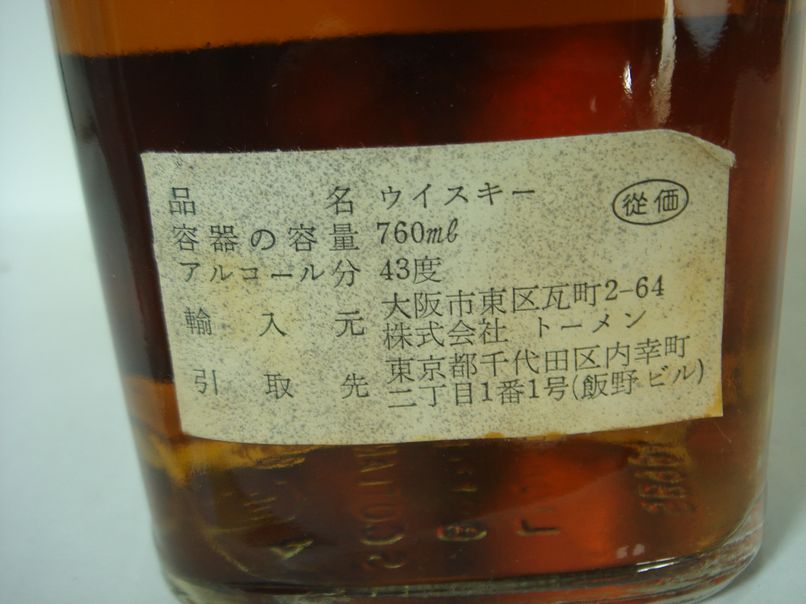 品名 ウイスキー
從価
容器の容量 760ml
アルコール分 43度
輸入元 大阪市東区瓦町2-64
株式会社 トーメン
引取先 東京都千代田区内幸町
二丁目1番1号(飯野ビル)